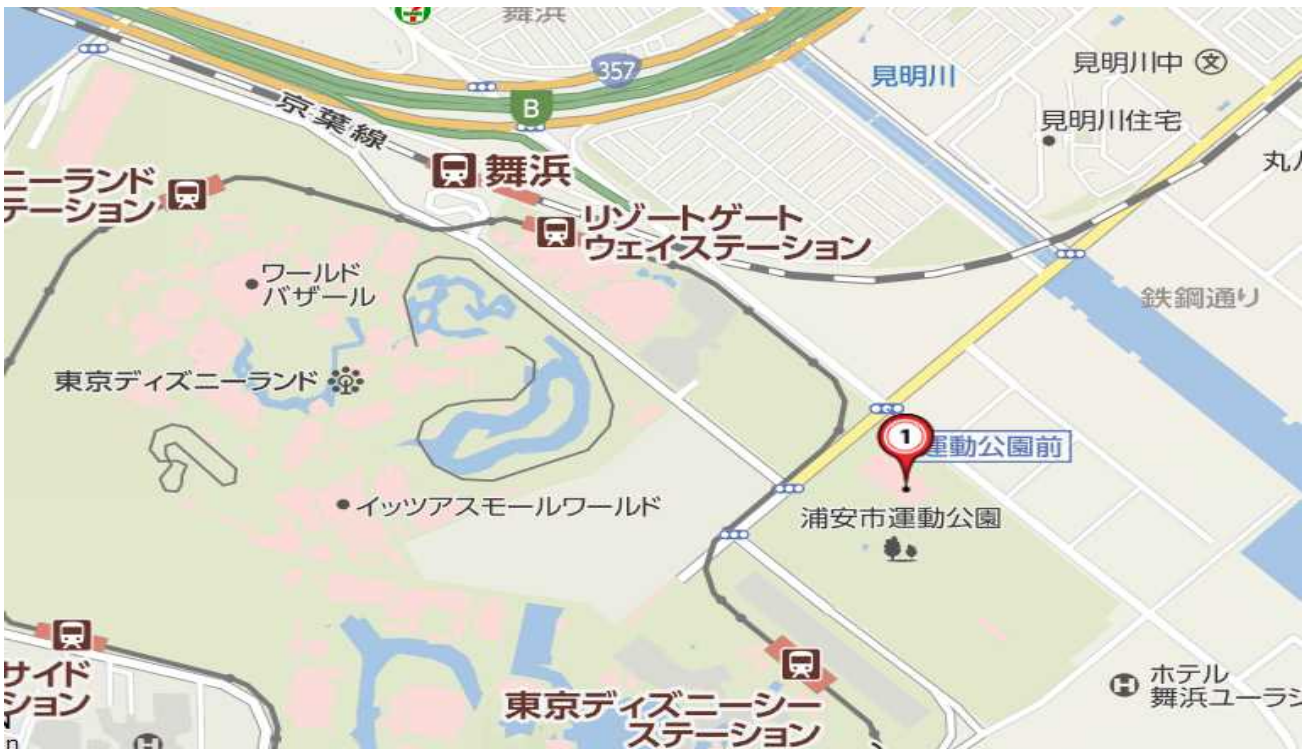 舞浜
357
B
見明川
見明川中
文
見明川住宅
丸八
京葉線
舞浜
ニーランド
テーション
リゾートゲート
ウェイステーション
ワールド
バザール
鉄鋼通り
東京ディズニーランド
1
運動公園前
イッツアスモールワールド
浦安市運動公園
サイド
ション
東京ディズニーシー
ステーション
H
ホテル
舞浜ユーラシ
n
H